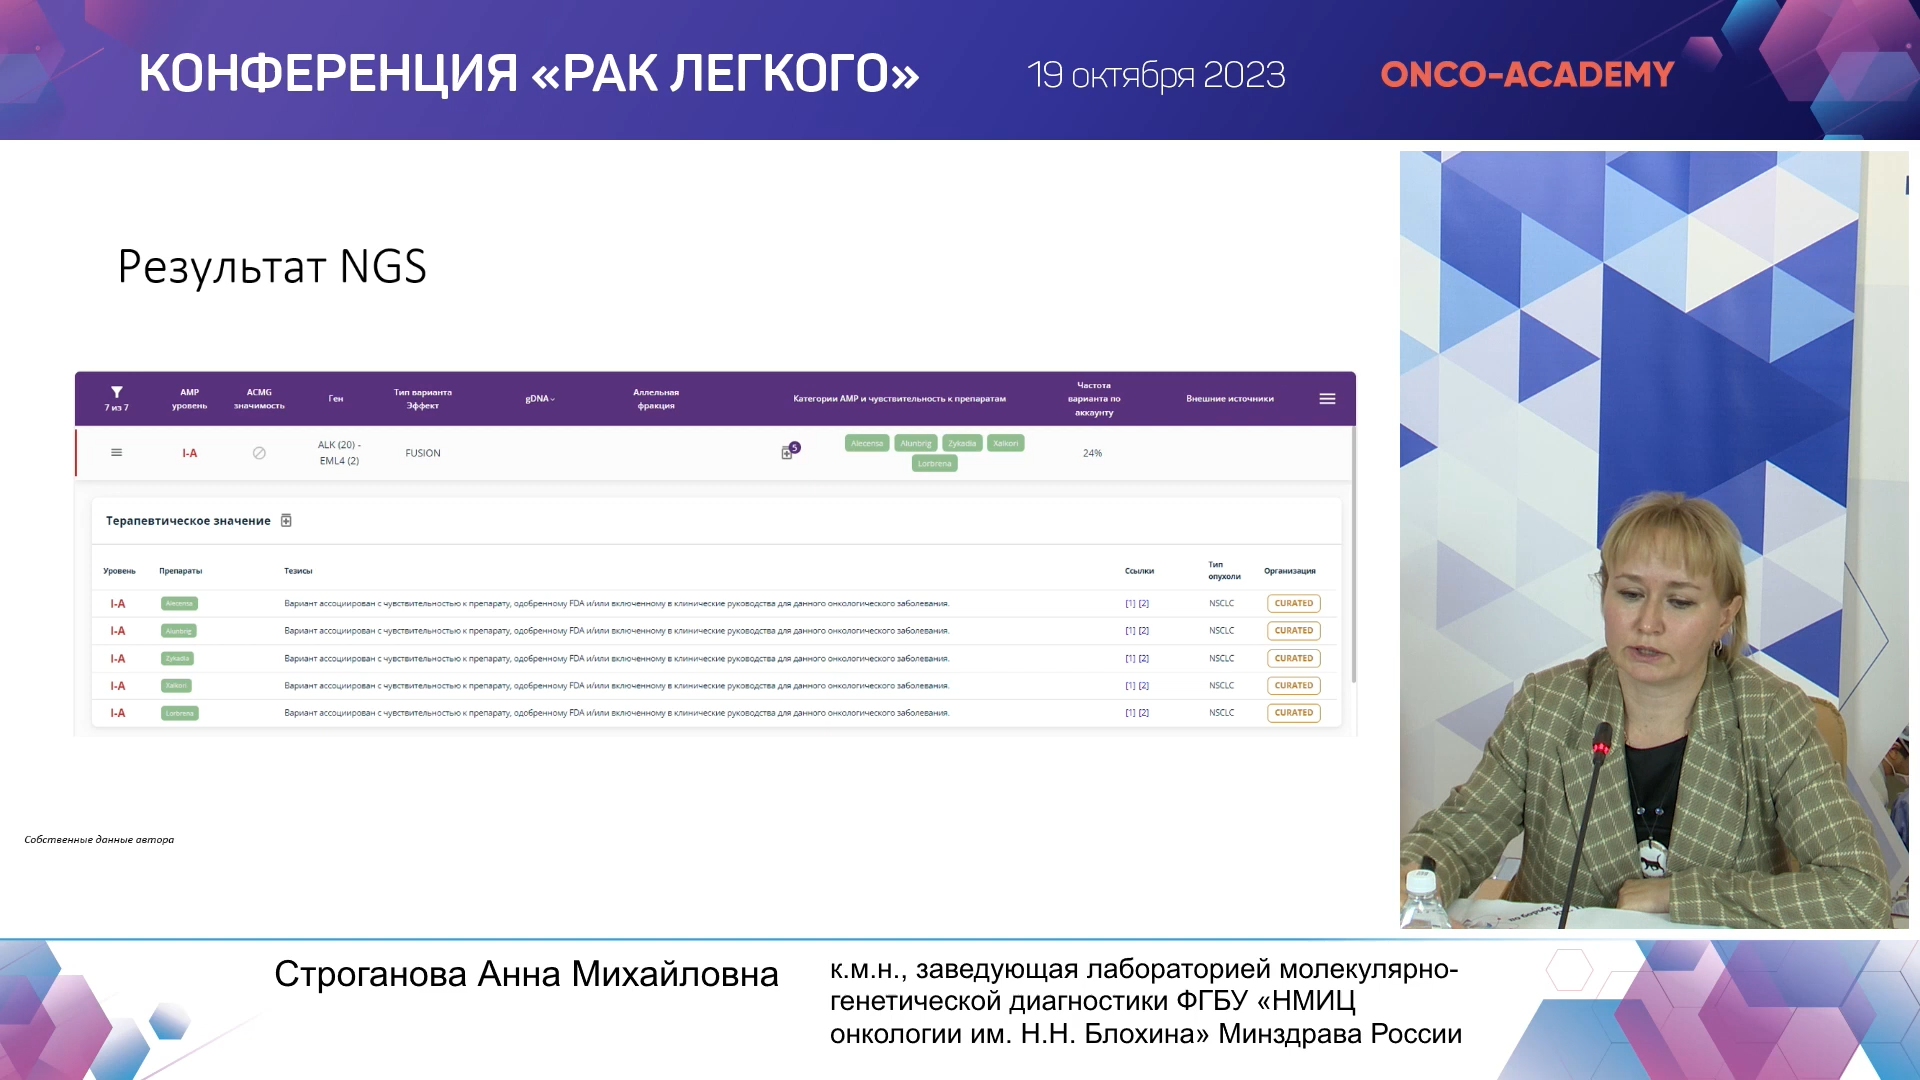 КОНФЕРЕНЦИЯ «РАК ЛЕГКОГО»
19 октября 2023
ONCO-ACADEMY
Результат NGS
7 из 7
AMP уровень
ACMG значимость
Ген
Тип варианта Эффект
gDNA
Аллельная фракция
Категории AMP и чувствительность к препаратам
Частота варианта по аккаунту
Внешние источники
I-A
ALK (20) -
EML4 (2)
FUSION
5
Alecensa Alunbrig Zykadia Xalkori
Lorbrena
24%
Терапевтическое значение
Уровень Препараты Тезисы Ссылки Тип опухоли Организация
I-A Alecensa Вариант ассоциирован с чувствительностью к препарату, одобренному FDA и/или включенному в клинические руководства для данного онкологического заболевания. [1] [2] NSCLC CURATED
I-A Alunbrig Вариант ассоциирован с чувствительностью к препарату, одобренному FDA и/или включенному в клинические руководства для данного онкологического заболевания. [1] [2] NSCLC CURATED
I-A Zykadia Вариант ассоциирован с чувствительностью к препарату, одобренному FDA и/или включенному в клинические руководства для данного онкологического заболевания. [1] [2] NSCLC CURATED
I-A Xalkori Вариант ассоциирован с чувствительностью к препарату, одобренному FDA и/или включенному в клинические руководства для данного онкологического заболевания. [1] [2] NSCLC CURATED
I-A Lorbrena Вариант ассоциирован с чувствительностью к препарату, одобренному FDA и/или включенному в клинические руководства для данного онкологического заболевания. [1] [2] NSCLC CURATED
Собственные данные автора
Строганова Анна Михайловна
к.м.н., заведующая лабораторией молекулярно-
генетической диагностики ФГБУ «НМИЦ
онкологии им. Н.Н. Блохина» Минздрава России